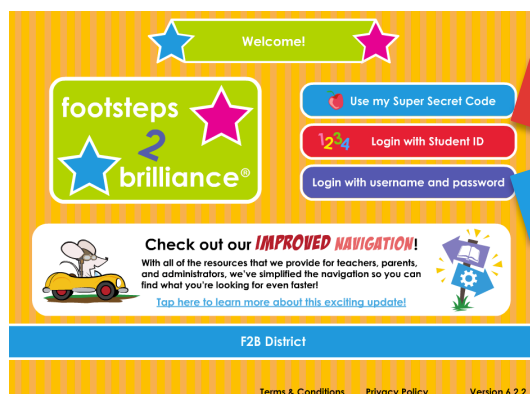 Welcome!
footsteps
2
brilliance®
Use my Super Secret Code
1234 Login with Student ID
Login with username and password
Check out our IMPROVED NAVIGATION!
With all of the resources that we provide for teachers, parents,
and administrators, we've simplified the navigation so you can
find what you're looking for even faster!
Tap here to learn more about this exciting update!
F2B District
Terms & Conditions Privacy Policy Version 6.2.2